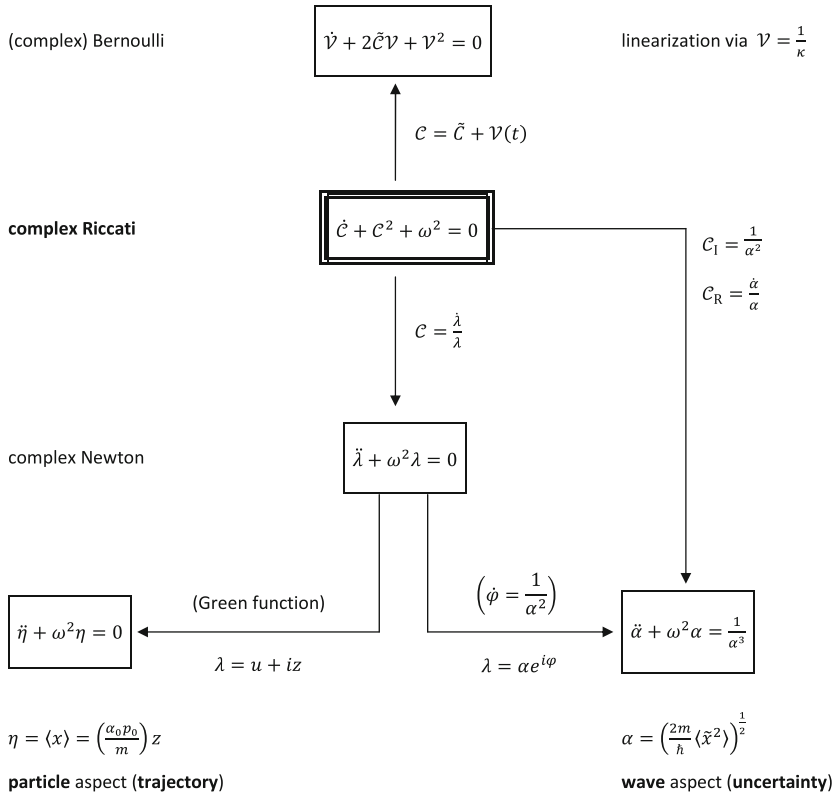 (complex) Bernoulli
𝒱̇ + 2𝒞̃𝒱 + 𝒱² = 0
linearization via 𝒱 = 1/κ
𝒞 = 𝒞̃ + 𝒱(t)
complex Riccati
𝒞̇ + 𝒞² + ω² = 0
𝒞_I = 1/α²
𝒞_R = α̇/α
𝒞 = λ̇/λ
complex Newton
λ̈ + ω²λ = 0
(Green function)
(φ̇ = 1/α²)
η̈ + ω²η = 0
α̈ + ω²α = 1/α³
λ = u + iz
λ = αe^{iφ}
η = ⟨x⟩ = (α₀p₀/m) z
α = (2m/ħ ⟨x̃²⟩)^{1/2}
particle aspect (trajectory)
wave aspect (uncertainty)